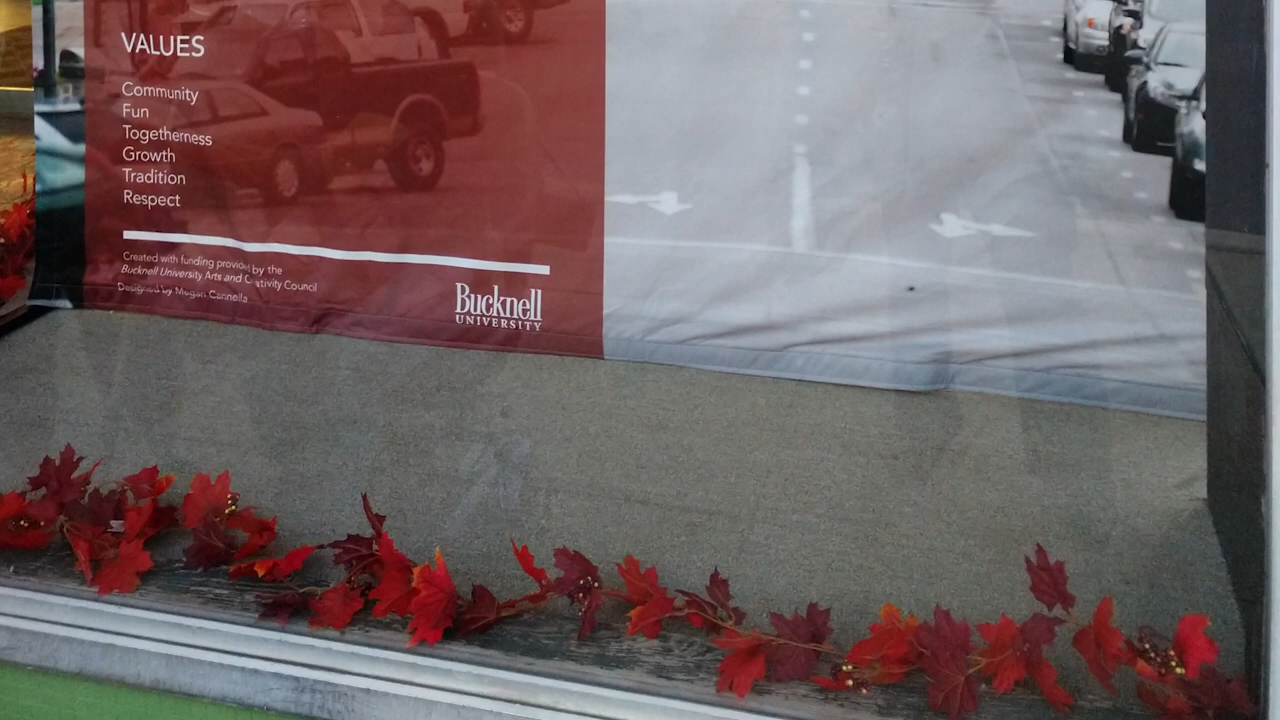 VALUES
Community
Fun
Togetherness
Growth
Tradition
Respect
Created with funding provided by the
Bucknell University Arts and Creativity Council
Designed by Megan Cannella
Bucknell
UNIVERSITY